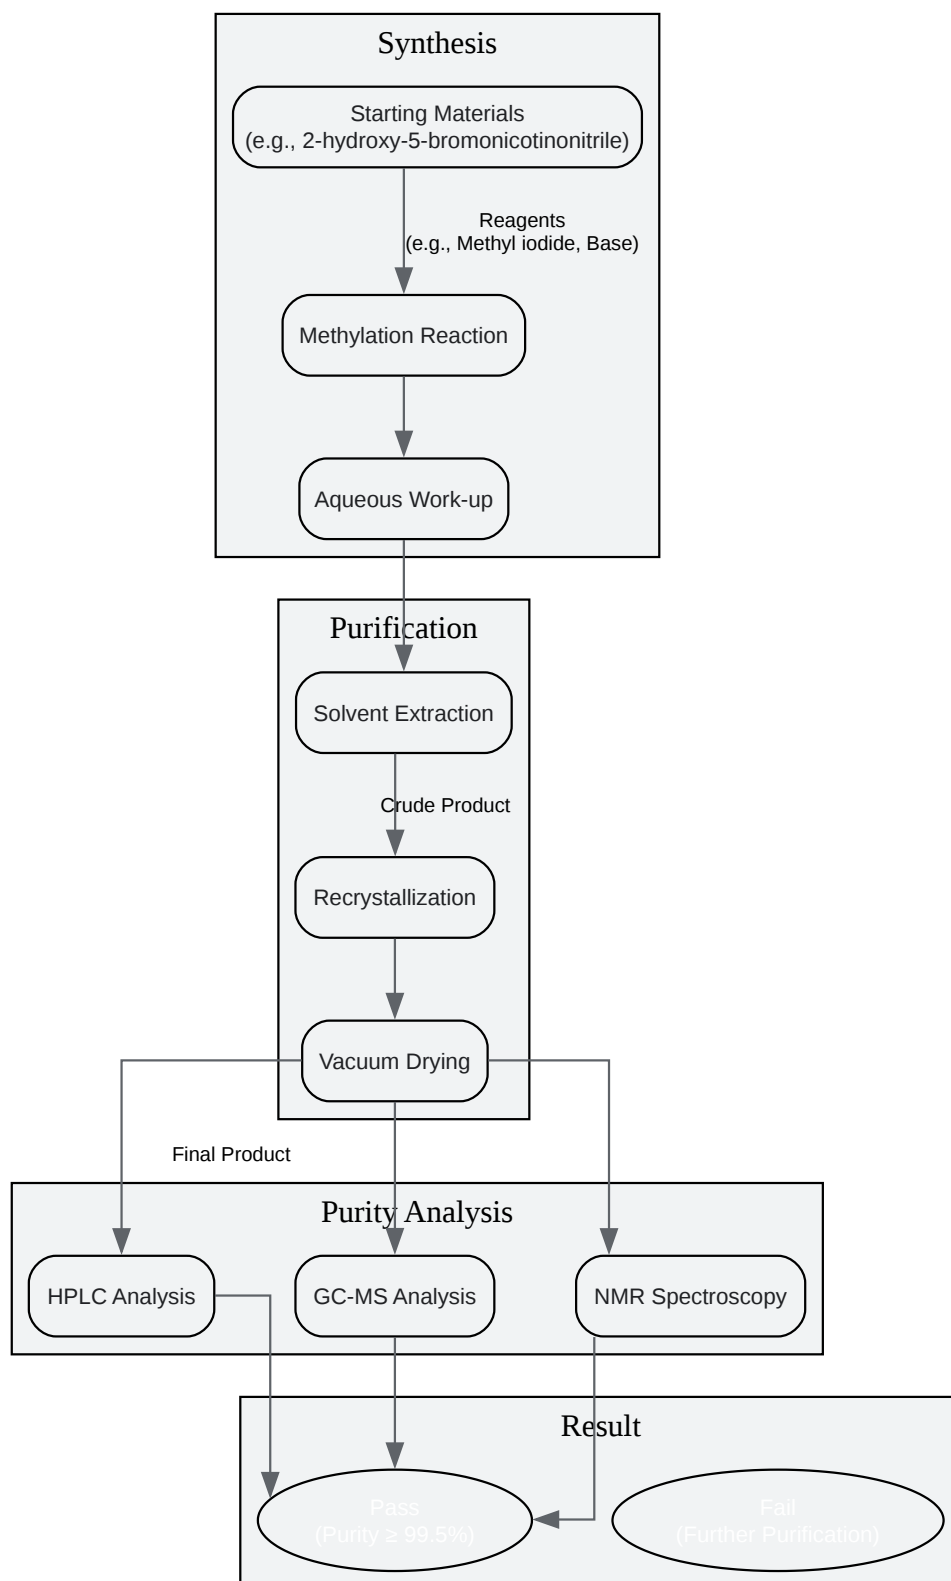 Synthesis
Starting Materials
(e.g., 2-hydroxy-5-bromonicotinonitrile)
Reagents
(e.g., Methyl iodide, Base)
Methylation Reaction
Aqueous Work-up
Purification
Solvent Extraction
Crude Product
Recrystallization
Vacuum Drying
Final Product
Purity Analysis
HPLC Analysis
GC-MS Analysis
NMR Spectroscopy
Result
Pass
(Purity ≥ 99.5%)
Fail
(Further Purification)